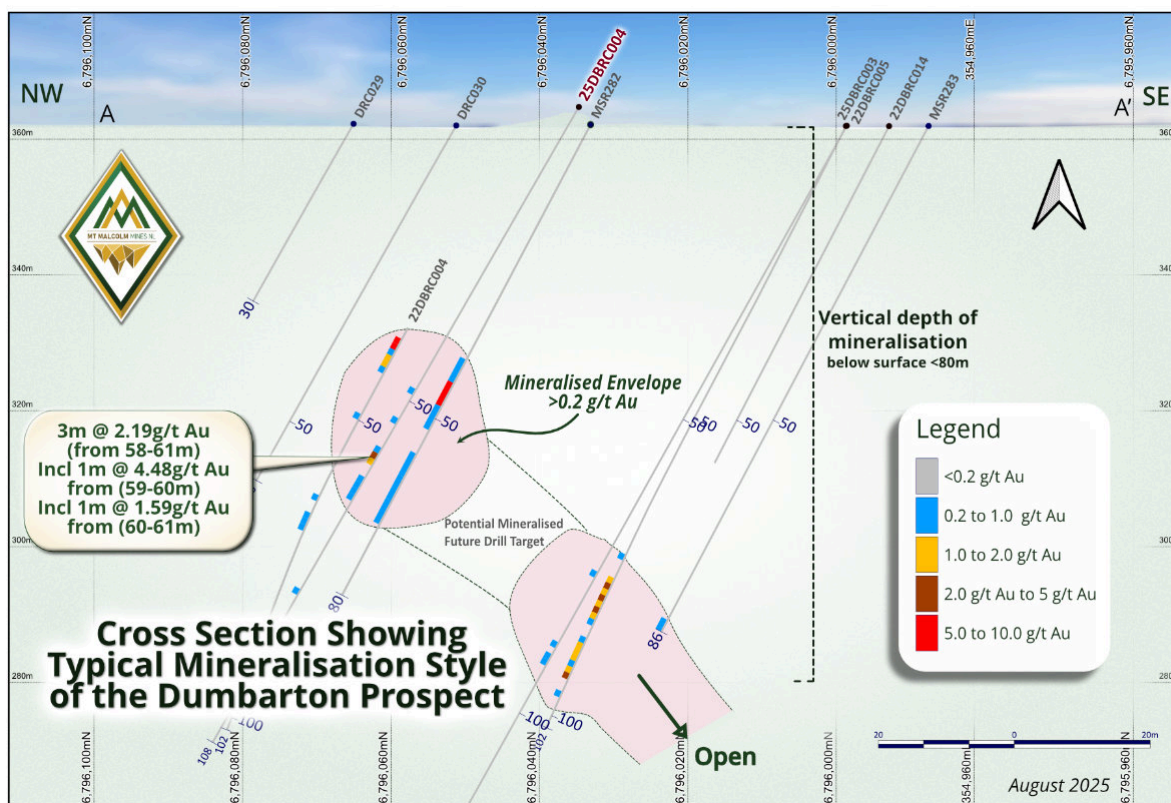 6,796,100mN
6,796,080mN
6,796,060mN
6,796,040mN
6,796,020mN
6,796,000mN
354,960mE
6,795,960mN
NW
A
DRC029
DRC030
25DBRC004
MSR282
25DBRC003
22DBRC005
22DBRC014
MSR283
A'
SE
360m
360
MT MALCOLM MINES NL
340m
340
30
22DBRC004
Vertical depth of
mineralisation
below surface <80m
Mineralised Envelope
>0.2 g/t Au
320m
320
50
50
50
50
50
50
50
3m @ 2.19g/t Au
(from 58-61m)
Incl 1m @ 4.48g/t Au
from (59-60m)
Incl 1m @ 1.59g/t Au
from (60-61m)
Legend
<0.2 g/t Au
0.2 to 1.0 g/t Au
1.0 to 2.0 g/t Au
2.0 g/t Au to 5 g/t Au
5.0 to 10.0 g/t Au
Potential Mineralised
Future Drill Target
300m
300
80
86
Cross Section Showing
Typical Mineralisation Style
of the Dumbarton Prospect
280m
280
100
108
102
100
100
102
Open
20
0
20m
August 2025
6,796,100mN
6,796,080mN
6,796,060mN
6,796,040mN
6,796,020mN
6,796,000mN
354,960mE
6,795,960mN